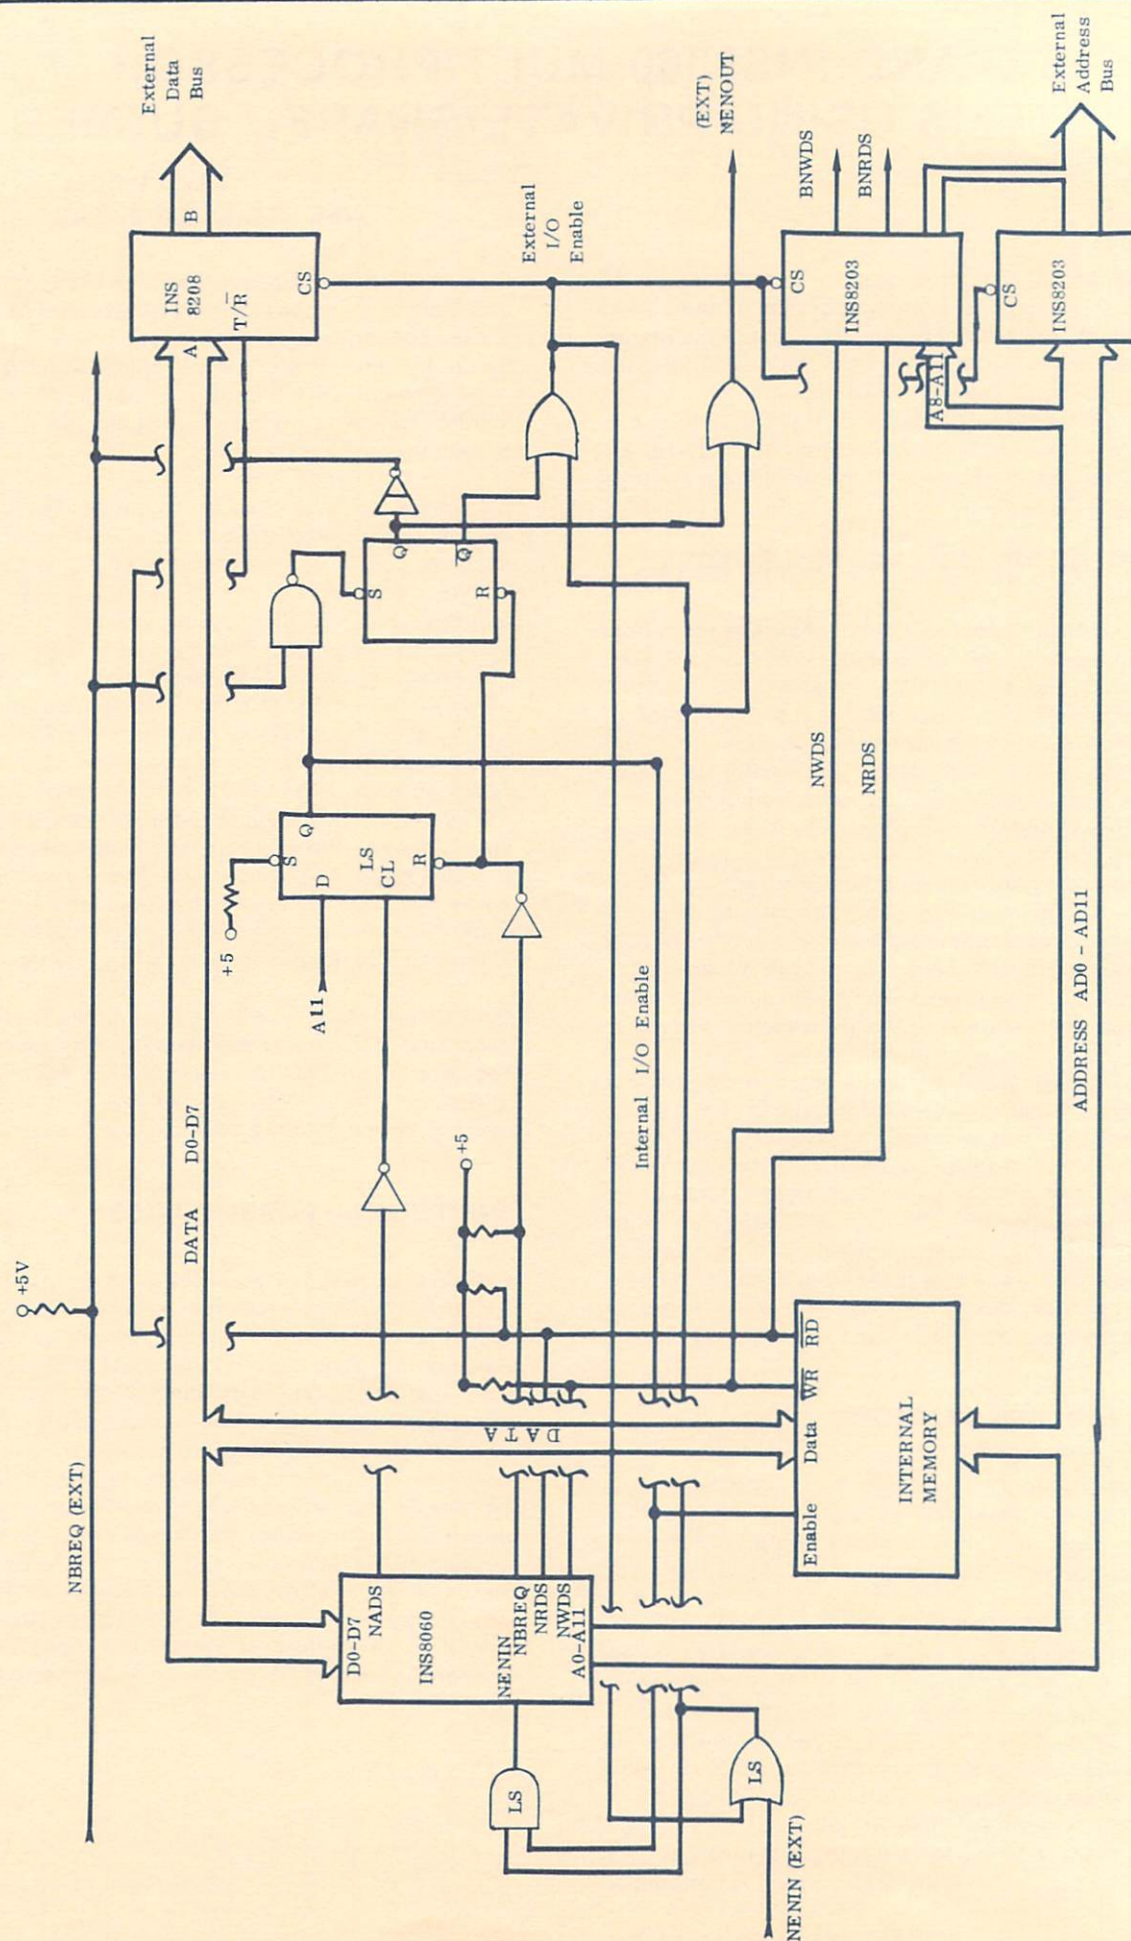 External
Data
Bus
(EXT)
NENOUT
External
Address
Bus
B
INS
8208
T/R
CS
A
External
I/O
Enable
BNWDS
BNRDS
CS
INS8203
CS
INS8203
A8-A11
Q
Q
S
R
NWDS
NRDS
Q
S
D
LS
CL
R
+5
A11
Internal I/O Enable
ADDRESS AD0 - AD11
DATA D0-D7
+5
+5V
RD
WR
Data
Enable
INTERNAL
MEMORY
DATA
NBREQ (EXT)
D0-D7
NADS
INS8060
NENIN
NBREQ
NRDS
NWDS
A0-A11
LS
LS
NENIN (EXT)